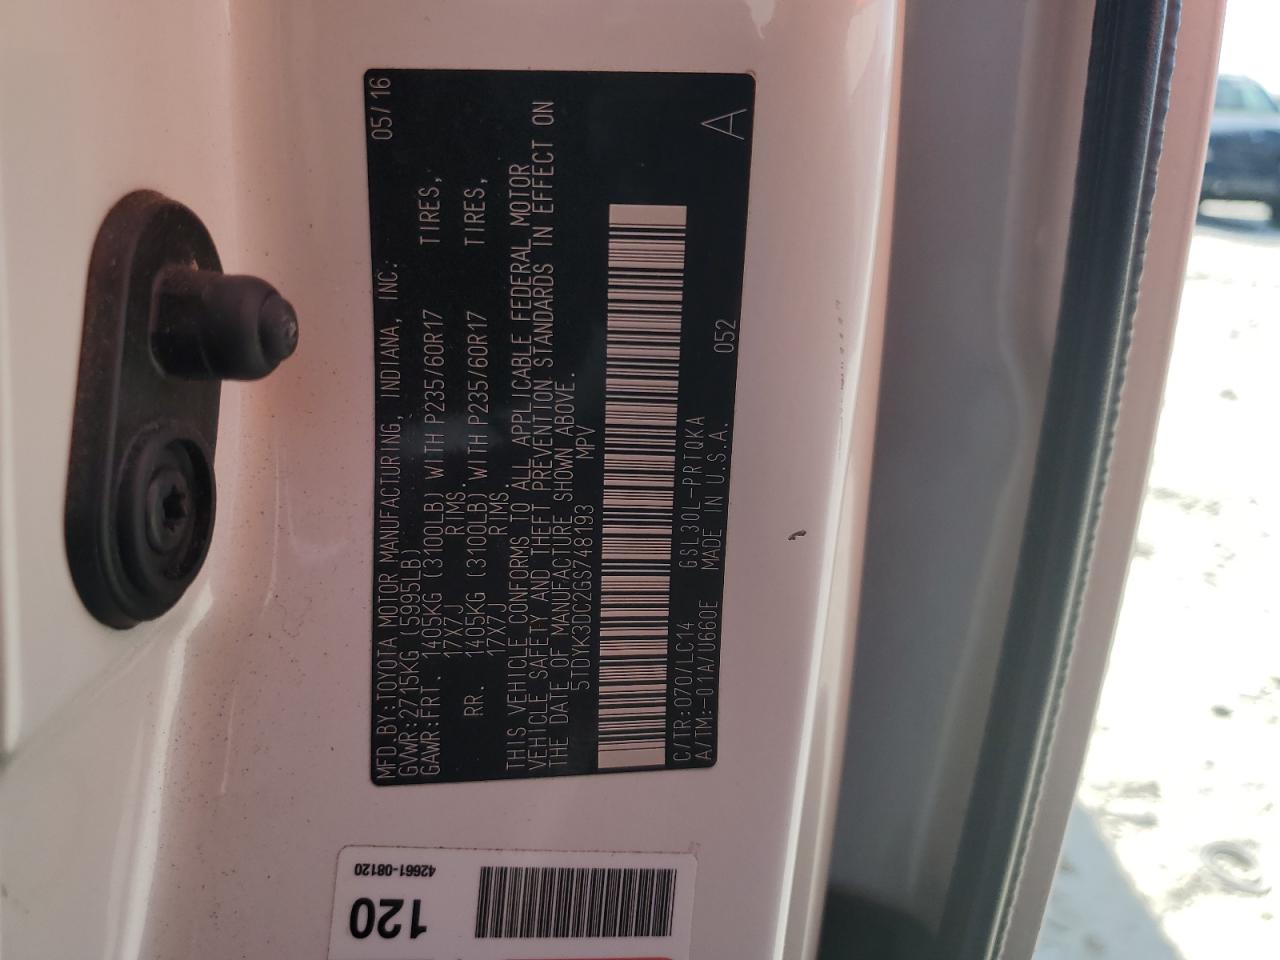 MFD.BY:TOYOTA MOTOR MANUFACTURING, INDIANA, INC. 05/16
GWR:2715KG (5995LB)
GAWR:FRT. 1405KG (3100LB) WITH P235/60R17 TIRES,
17X7J RIMS.
RR. 1405KG (3100LB) WITH P235/60R17 TIRES,
17X7J RIMS.
THIS VEHICLE CONFORMS TO ALL APPLICABLE FEDERAL MOTOR
VEHICLE SAFETY AND THEFT PREVENTION STANDARDS IN EFFECT ON
THE DATE OF MANUFACTURE SHOWN ABOVE.
5TDYK3DC2GS748193 MPV
C/TR:070/LC14 GSL30L-PRTQKA
A/TM:-01A/U660E MADE IN U.S.A. 052 A
42661-08120
120